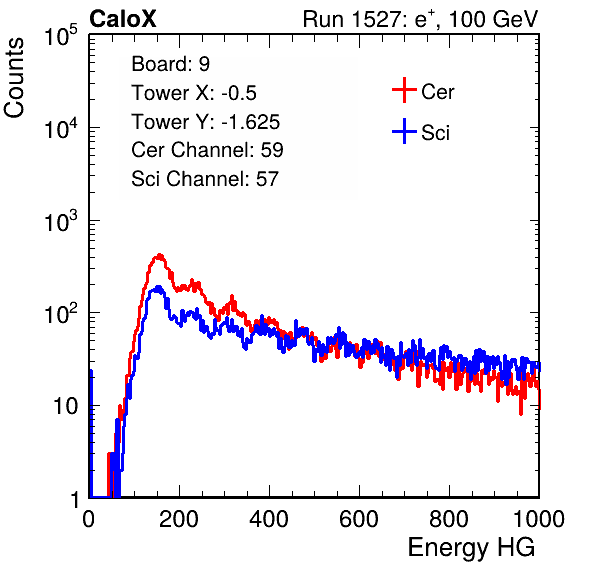 CaloX Run 1527: e⁺, 100 GeV
Counts
10⁵
10⁴
10³
10²
10
1
Board: 9
Tower X: -0.5
Tower Y: -1.625
Cer Channel: 59
Sci Channel: 57
Cer
Sci
0 200 400 600 800 1000
Energy HG